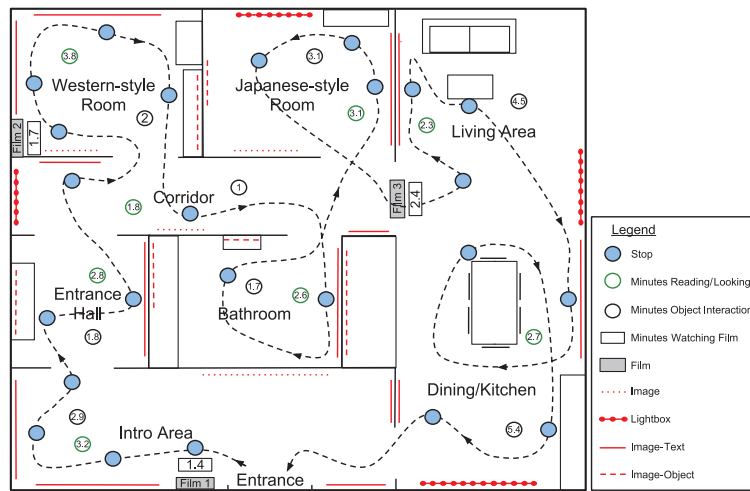 3.8
3.1
Western-style
Room
Japanese-style
Room
4.5
3.1
2.3
Living Area
2
Film 2
1.7
Film 3
2.4
Corridor
1
1.8
2.8
Entrance
Hall
1.7
2.6
Bathroom
1.8
2.7
Dining/Kitchen
2.9
3.2
Intro Area
5.4
1.4
Film 1
Entrance
Legend
Stop
Minutes Reading/Looking
Minutes Object Interaction
Minutes Watching Film
Film
Image
Lightbox
Image-Text
Image-Object